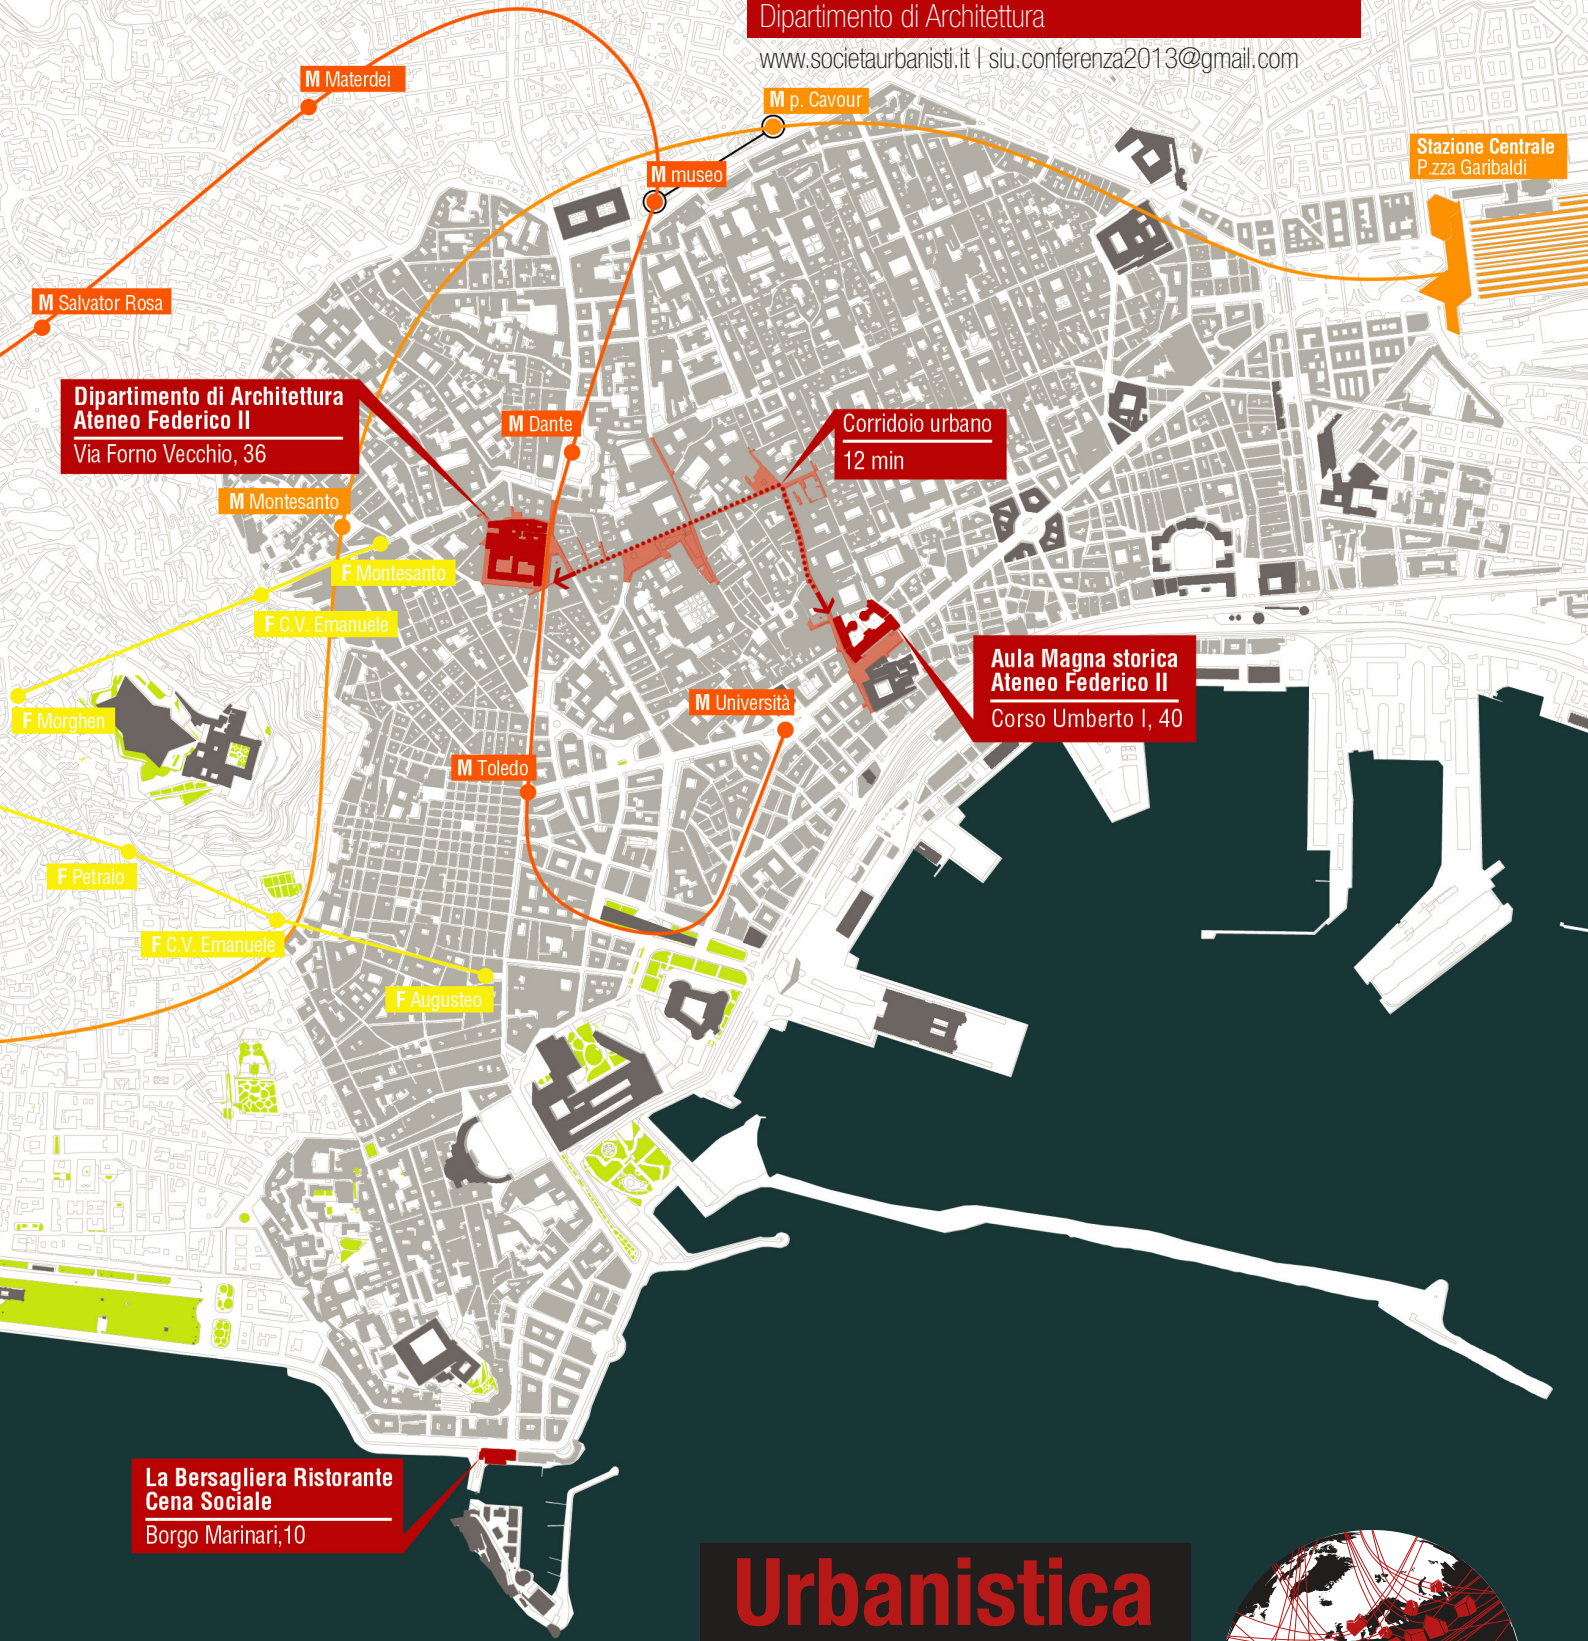 Dipartimento di Architettura
www.societaurbanisti.it | siu.conferenza2013@gmail.com
M Materdei
M p. Cavour
Stazione Centrale
P.zza Garibaldi
M museo
M Salvator Rosa
Dipartimento di Architettura
Ateneo Federico II
Via Forno Vecchio, 36
M Dante
Corridoio urbano
12 min
M Montesanto
F Montesanto
F C.V. Emanuele
Aula Magna storica
Ateneo Federico II
Corso Umberto I, 40
F Morghen
M Università
M Toledo
F Petraio
F C.V. Emanuele
F Augusteo
La Bersagliera Ristorante
Cena Sociale
Borgo Marinari,10
Urbanistica